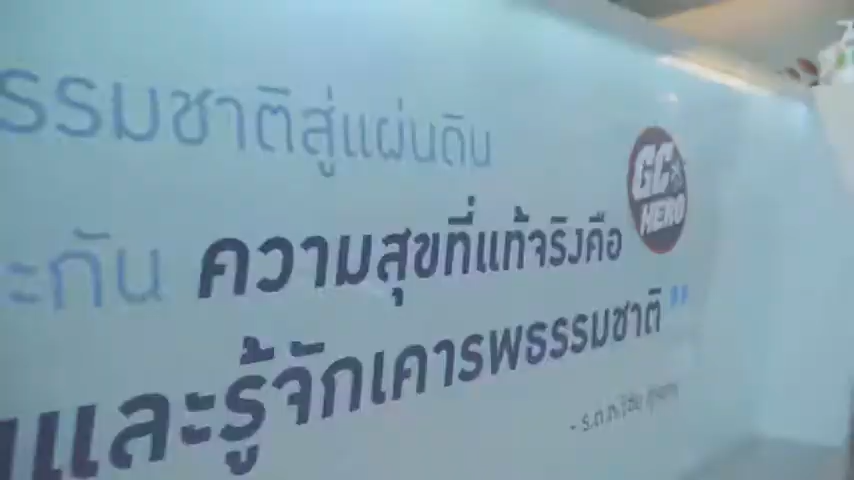 รรมชาติสู่แผ่นดิน
GC
HERO
ะกัน ความสุขที่แท้จริงคือ
และรู้จักเคารพธรรมชาติ"